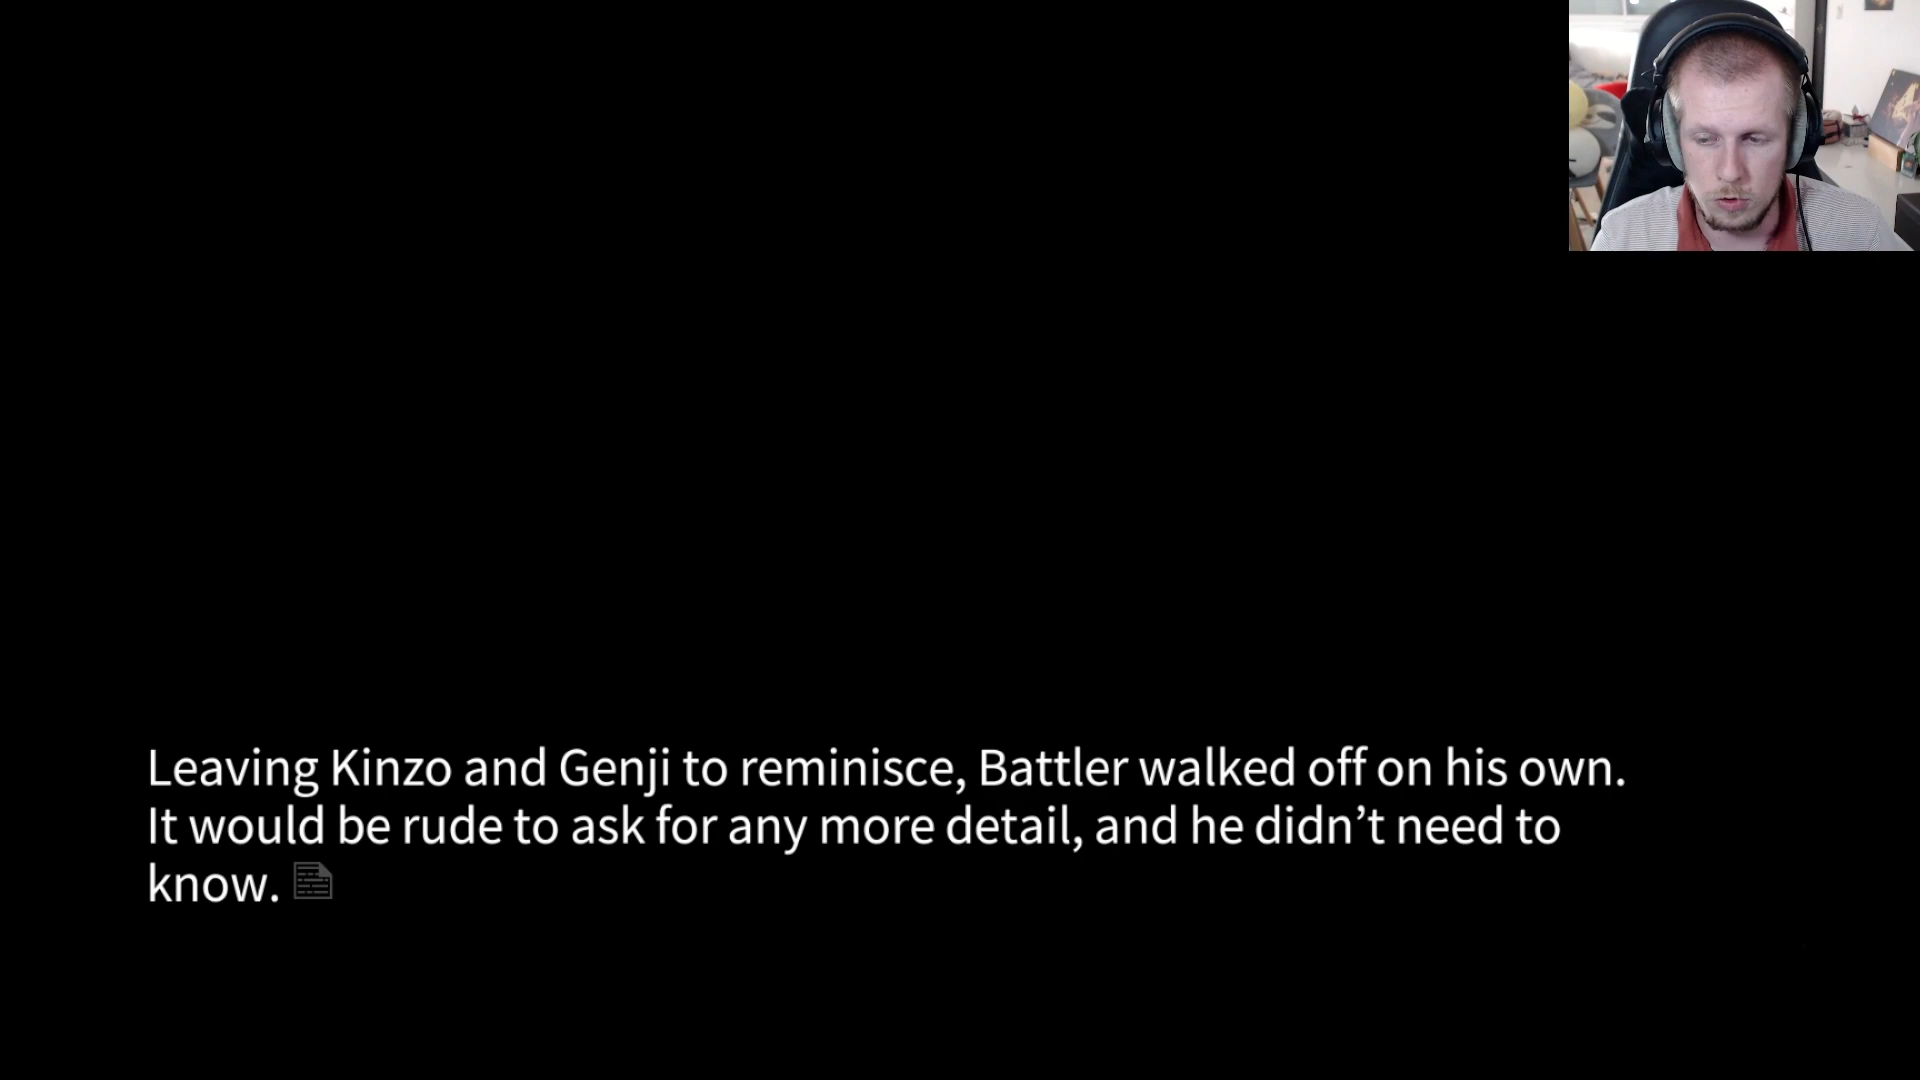 Leaving Kinzo and Genji to reminisce, Battler walked off on his own.
It would be rude to ask for any more detail, and he didn’t need to
know.